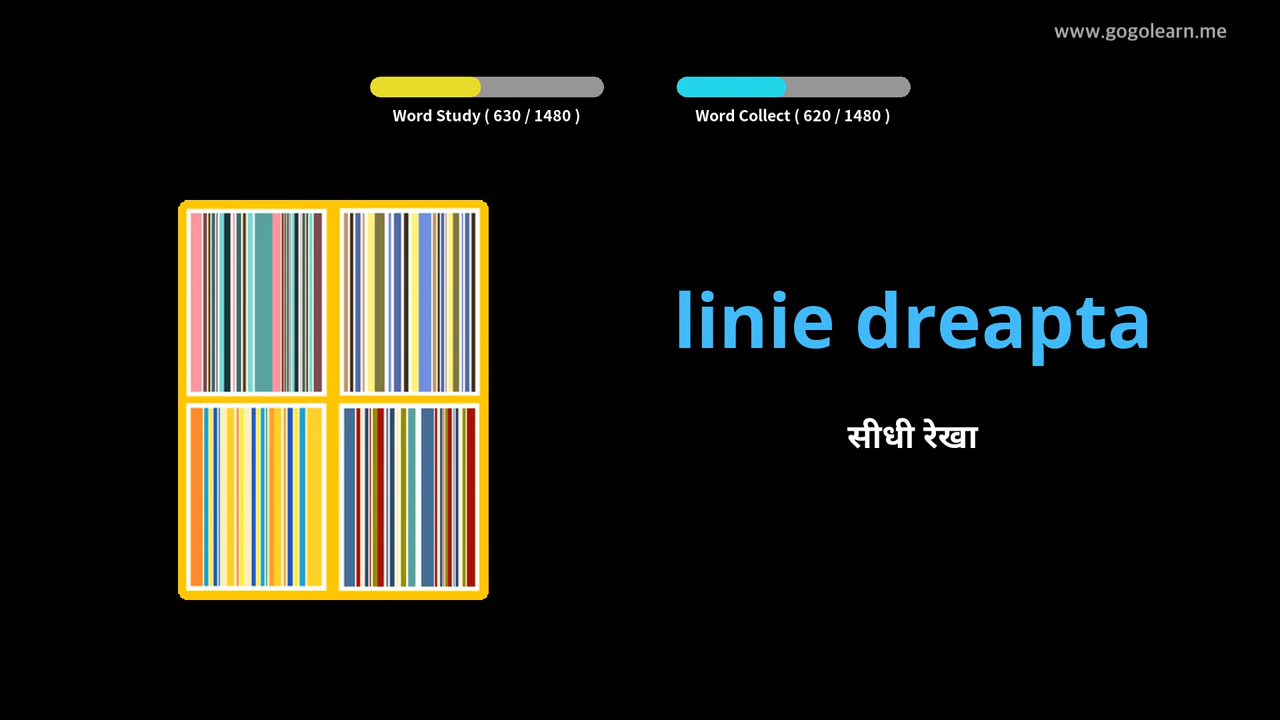 www.gogolearn.me
Word Study ( 630 / 1480 )
Word Collect ( 620 / 1480 )
linie dreapta
सीधी रेखा